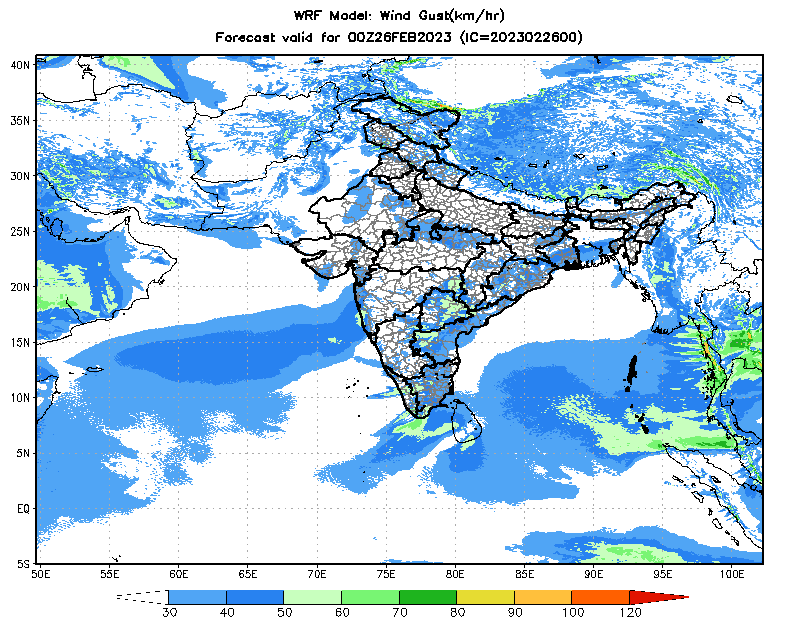 WRF Model: Wind Gust(km/hr)
Forecast valid for 00Z26FEB2023 (IC=2023022600)
40N
35N
30N
25N
20N
15N
10N
5N
EQ
5S
50E 55E 60E 65E 70E 75E 80E 85E 90E 95E 100E
30 40 50 60 70 80 90 100 120